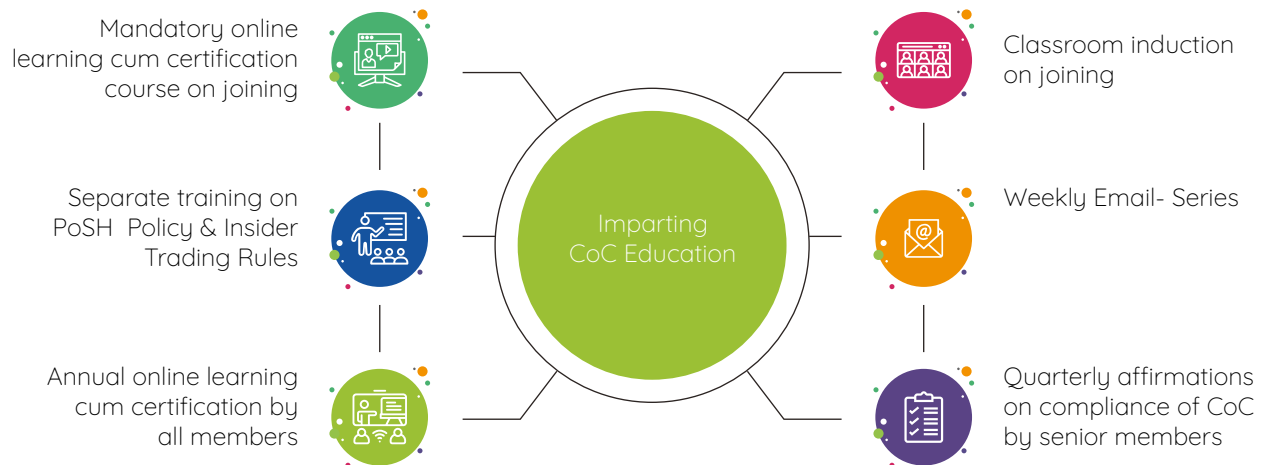 Mandatory online
learning cum certification
course on joining
Separate training on
PoSH Policy & Insider
Trading Rules
Annual online learning
cum certification by
all members
Imparting
CoC Education
Classroom induction
on joining
Weekly Email- Series
@
Quarterly affirmations
on compliance of CoC
by senior members